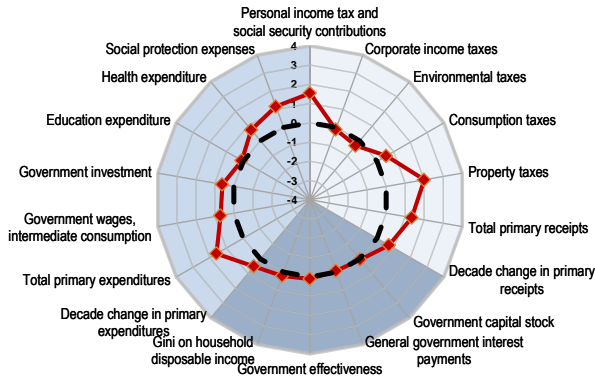 Personal income tax and
social security contributions
Corporate income taxes
Environmental taxes
Consumption taxes
Property taxes
Total primary receipts
Decade change in primary
receipts
Government capital stock
General government interest
payments
Government effectiveness
Gini on household
disposable income
Decade change in primary
expenditures
Total primary expenditures
Government wages,
intermediate consumption
Government investment
Education expenditure
Health expenditure
Social protection expenses
4
3
2
1
0
-1
-2
-3
-4